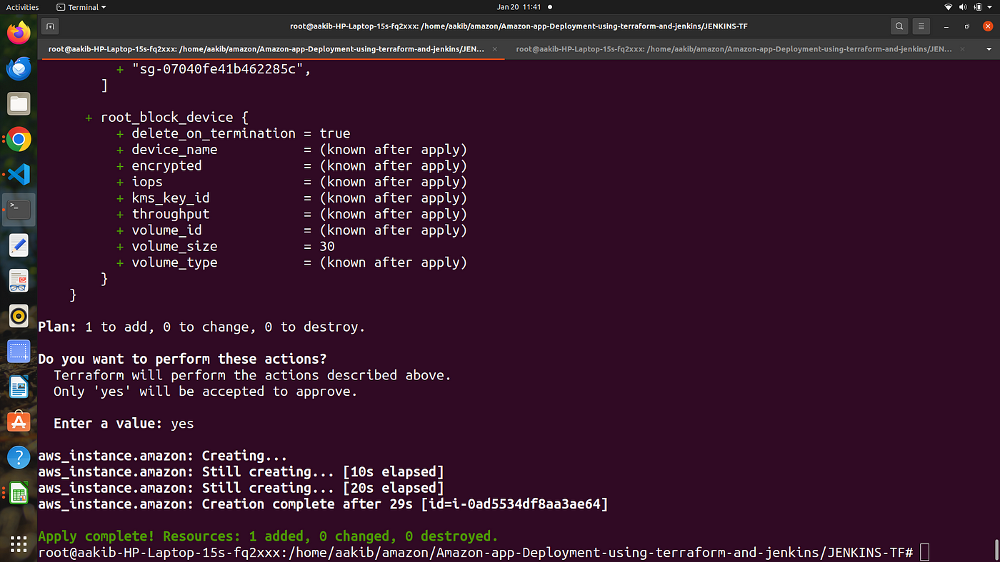 Activities
Terminal
Jan 20 11:41
root@aakib-HP-Laptop-15s-fq2xxx: /home/aakib/amazon/Amazon-app-Deployment-using-terraform-and-jenkins/JENKINS-TF
root@aakib-HP-Laptop-15s-fq2xxx: /home/aakib/amazon/Amazon-app-Deployment-using-terraform-and-jenkins/JEN...
root@aakib-HP-Laptop-15s-fq2xxx: /home/aakib/amazon/Amazon-app-Deployment-using-terraform-and-jenkins/JEN...
+ "sg-07040fe41b462285c",
]
+ root_block_device {
+ delete_on_termination = true
+ device_name = (known after apply)
+ encrypted = (known after apply)
+ iops = (known after apply)
+ kms_key_id = (known after apply)
+ throughput = (known after apply)
+ volume_id = (known after apply)
+ volume_size = 30
+ volume_type = (known after apply)
}
}
Plan: 1 to add, 0 to change, 0 to destroy.
Do you want to perform these actions?
Terraform will perform the actions described above.
Only 'yes' will be accepted to approve.
Enter a value: yes
aws_instance.amazon: Creating...
aws_instance.amazon: Still creating... [10s elapsed]
aws_instance.amazon: Still creating... [20s elapsed]
aws_instance.amazon: Creation complete after 29s [id=i-0ad5534df8aa3ae64]
Apply complete! Resources: 1 added, 0 changed, 0 destroyed.
root@aakib-HP-Laptop-15s-fq2xxx:/home/aakib/amazon/Amazon-app-Deployment-using-terraform-and-jenkins/JENKINS-TF#